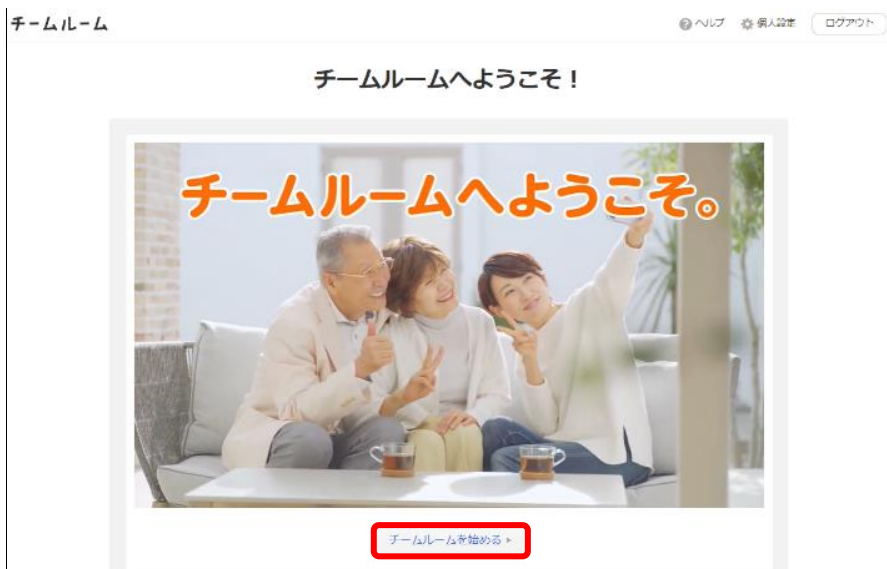 チームルーム
ヘルプ 個人設定 ログアウト
チームルームへようこそ！
チームルームへようこそ。
チームルームを始める